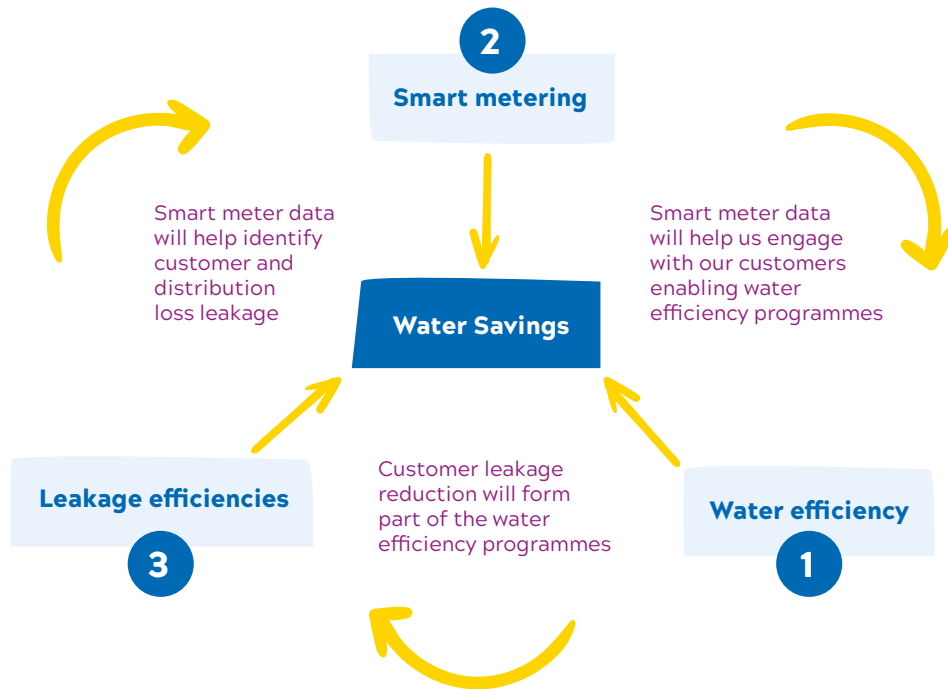 2
Smart metering
Smart meter data
will help identify
customer and
distribution
loss leakage
Smart meter data
will help us engage
with our customers
enabling water
efficiency programmes
Water Savings
Leakage efficiencies
3
Customer leakage
reduction will form
part of the water
efficiency programmes
Water efficiency
1